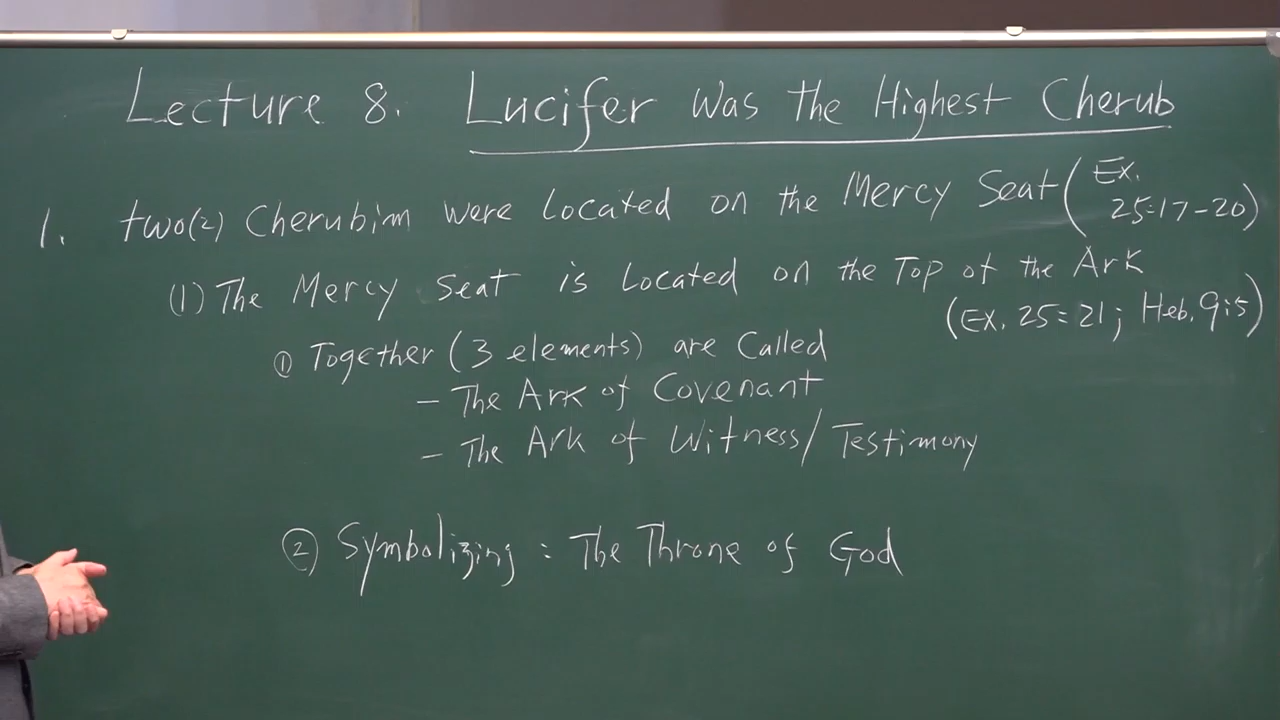 Lecture 8. Lucifer Was The Highest Cherub
1. two(2) Cherubim were located on the Mercy Seat (Ex. 25:17-20)
(1) The Mercy Seat is Located on the Top of the Ark
(Ex. 25:21; Heb. 9:5)
① Together (3 elements) are Called
- The Ark of Covenant
- The Ark of Witness/Testimony
② Symbolizing : The Throne of God